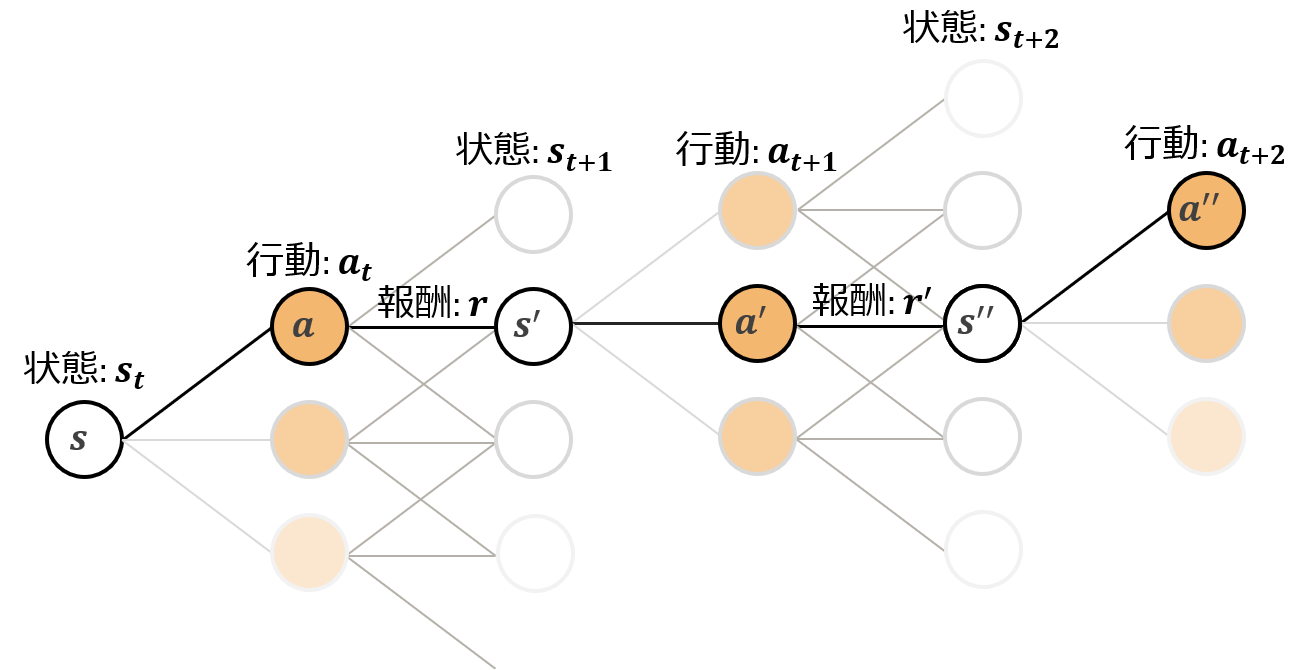 状態: s_t
s
行動: a_t
a
報酬: r
状態: s_{t+1}
s′
行動: a_{t+1}
a′
報酬: r′
状態: s_{t+2}
s′′
行動: a_{t+2}
a′′